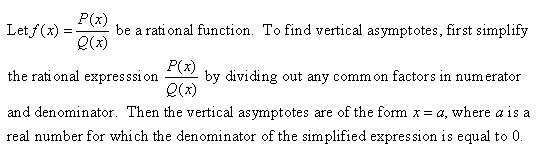 Let f(x) = P(x)/Q(x) be a rational function. To find vertical asymptotes, first simplify
the rational expresssion P(x)/Q(x) by dividing out any common factors in numerator
and denominator. Then the vertical asymptotes are of the form x = a, where a is a
real number for which the denominator of the simplified expression is equal to 0.